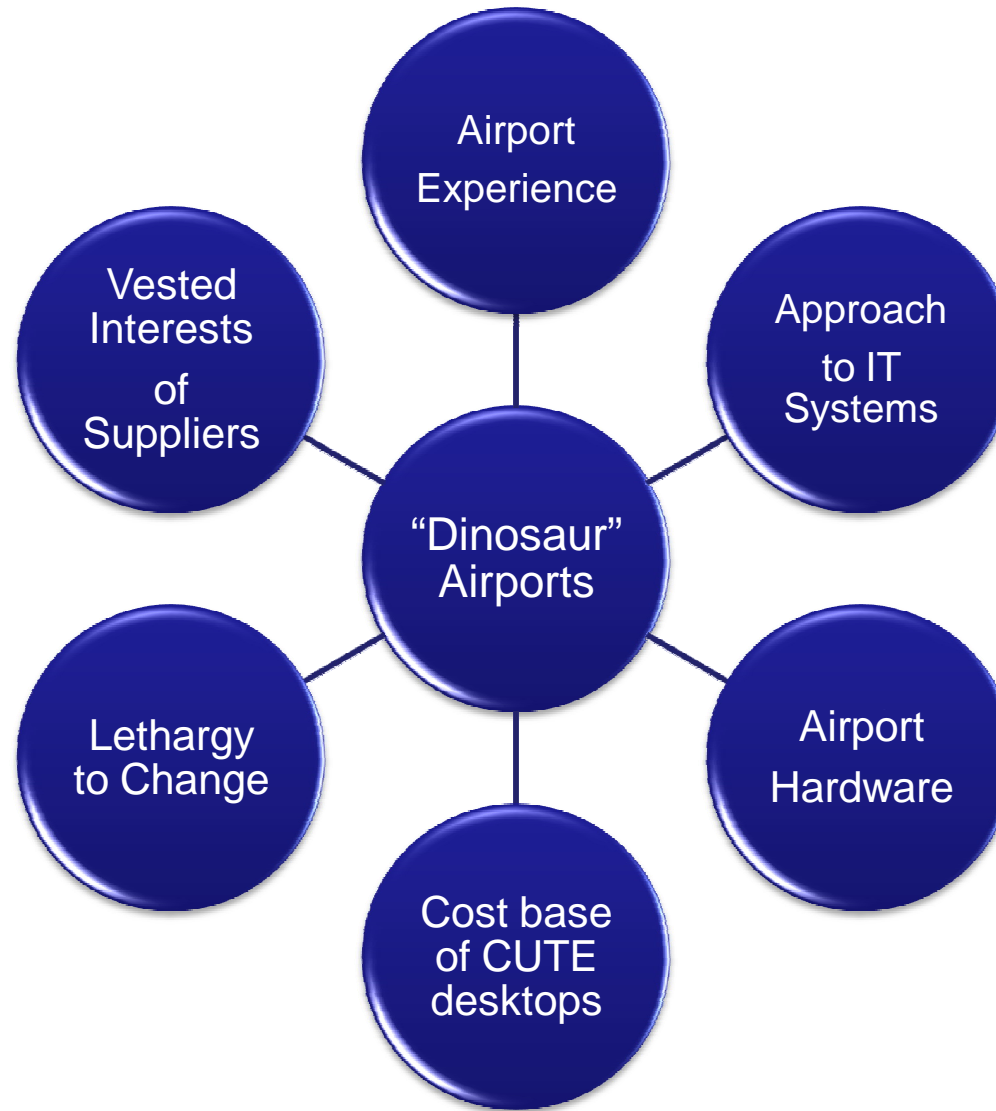 Airport
Experience
Vested
Interests
of
Suppliers
Approach
to IT
Systems
“Dinosaur”
Airports
Lethargy
to Change
Airport
Hardware
Cost base
of CUTE
desktops